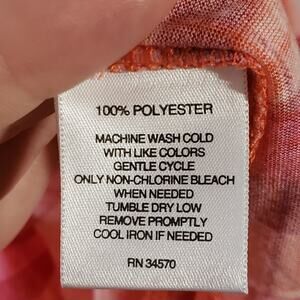 100% POLYESTER
MACHINE WASH COLD
WITH LIKE COLORS
GENTLE CYCLE
ONLY NON-CHLORINE BLEACH
WHEN NEEDED
TUMBLE DRY LOW
REMOVE PROMPTLY
COOL IRON IF NEEDED
RN 34570